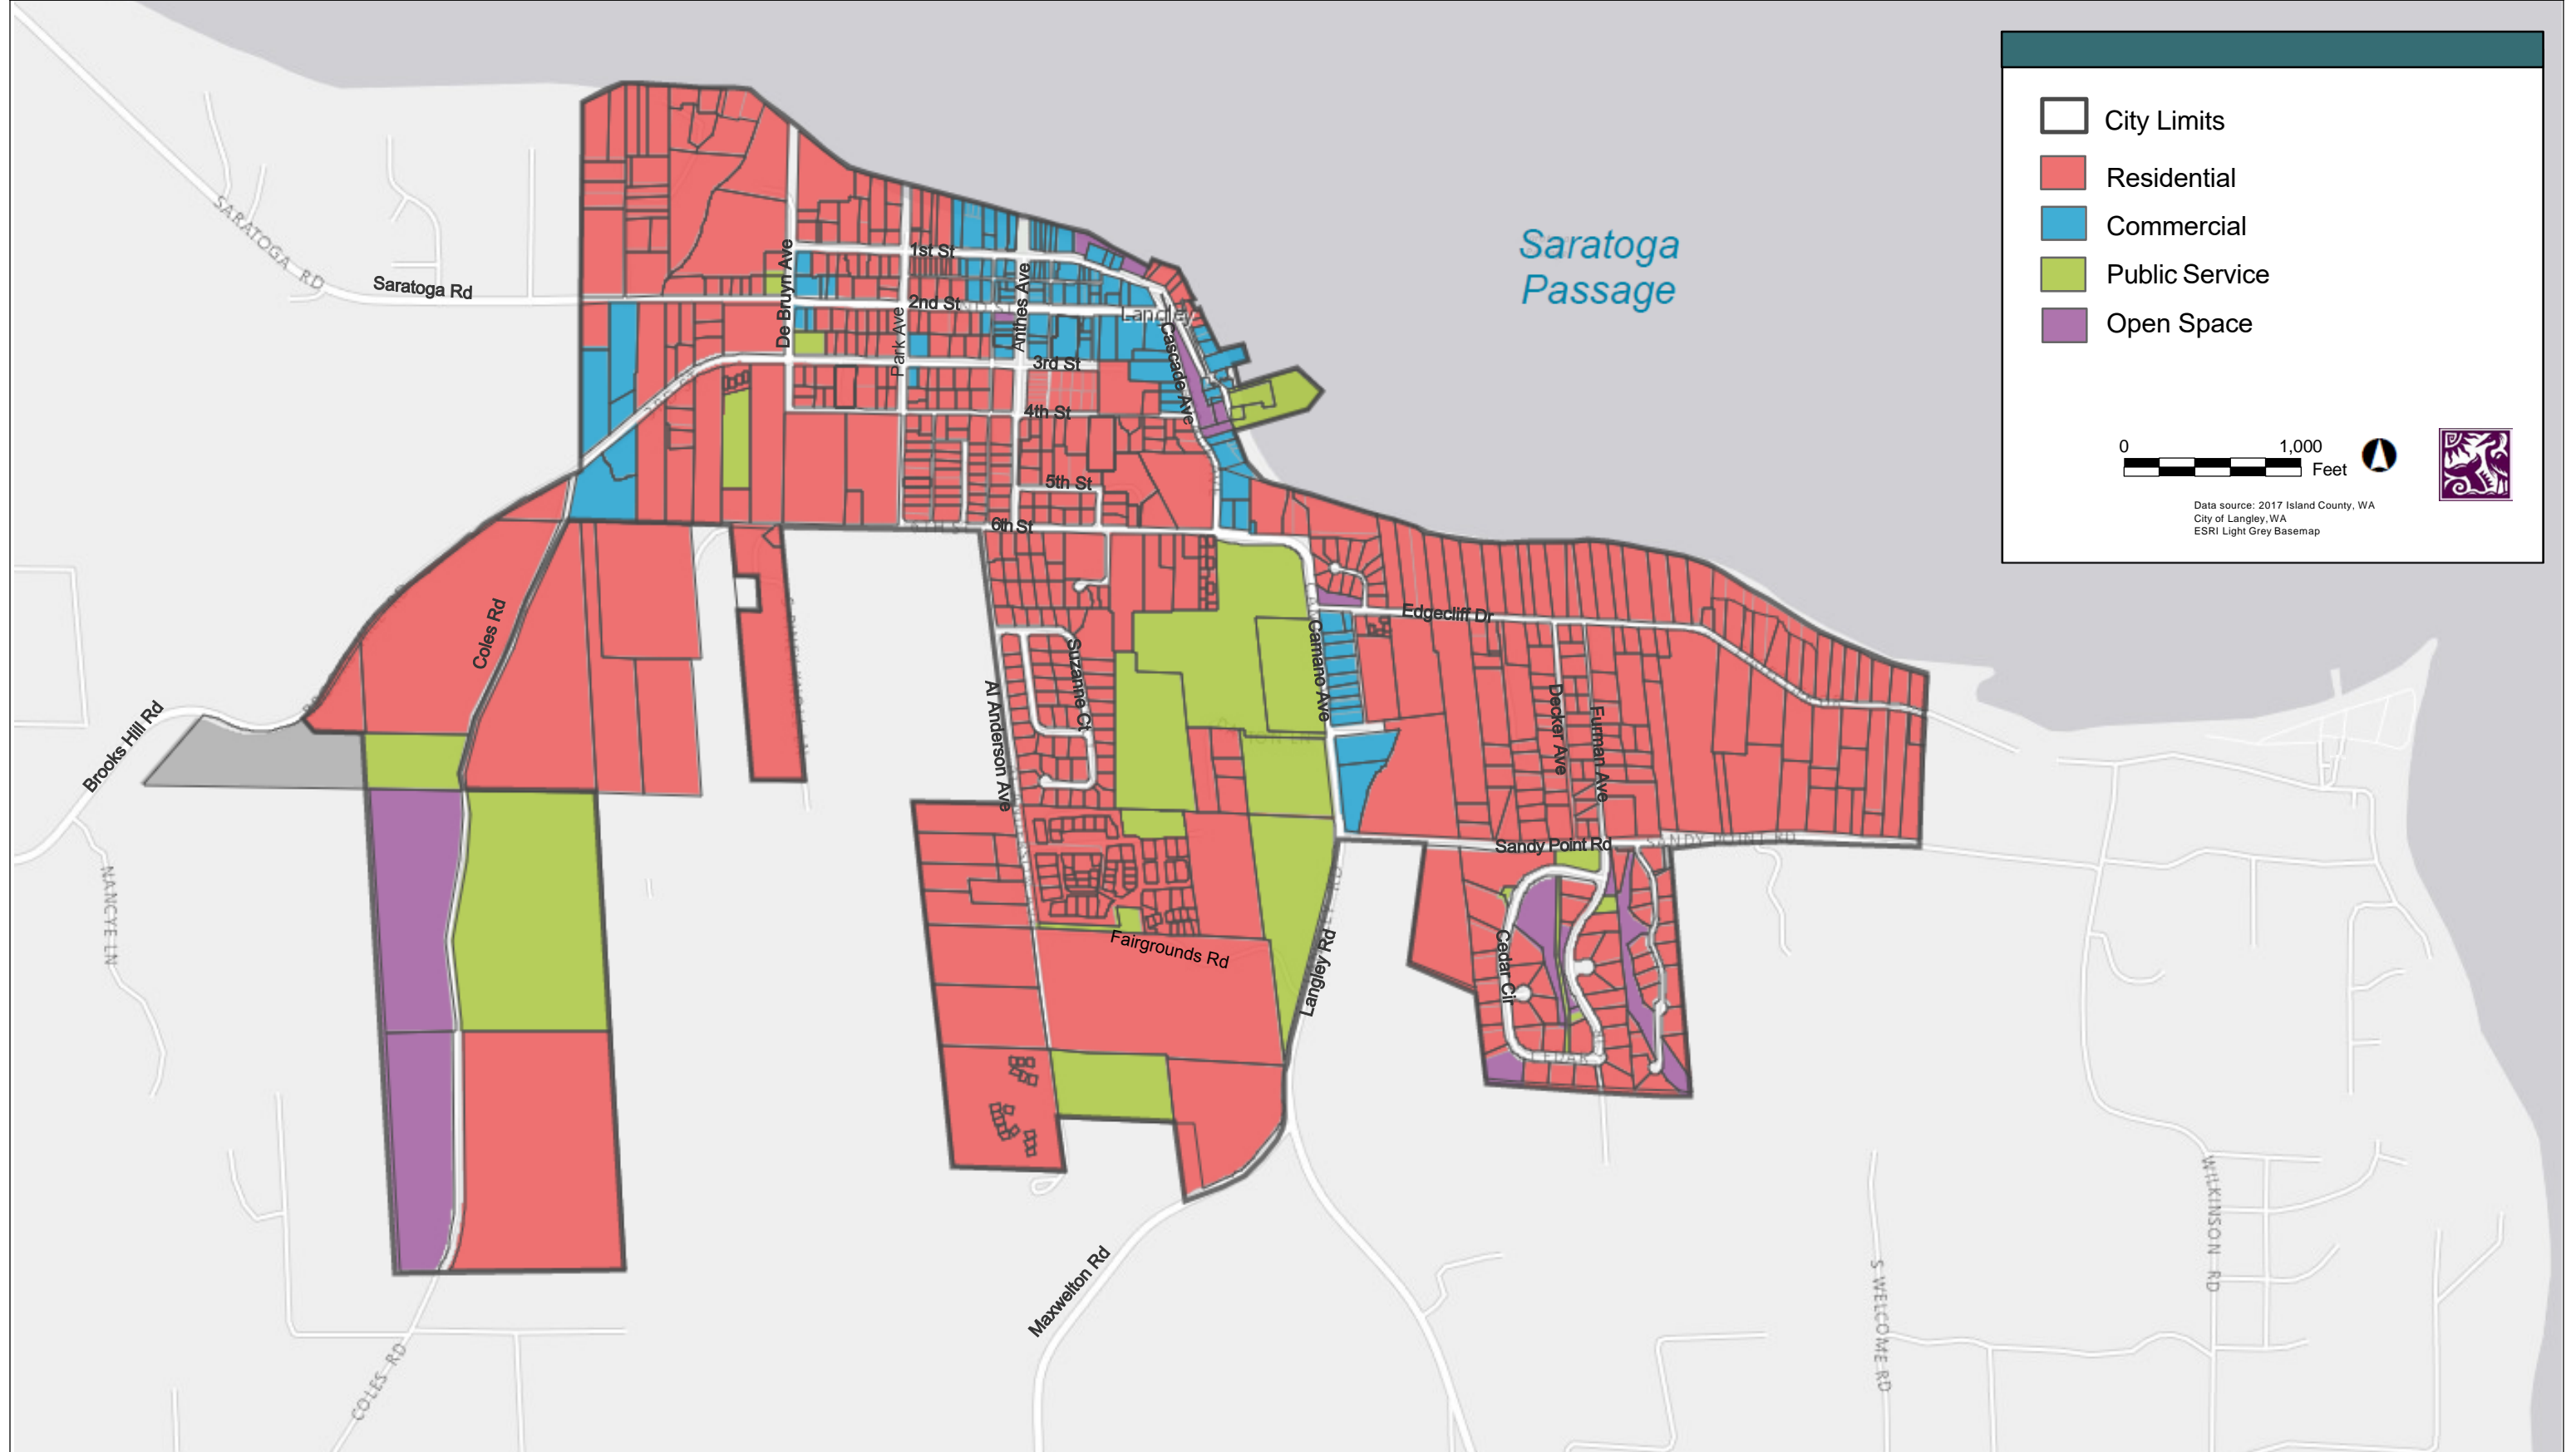 City Limits
Residential
Commercial
Public Service
Open Space
0 1,000
Feet
Data source: 2017 Island County, WA
City of Langley, WA
ESRI Light Grey Basemap
Saratoga
Passage
SARATOGA RD
Saratoga Rd
De Bruyn Ave
1st St
2nd St
Park Ave
Anthes Ave
Langley
Cascade Ave
3rd St
4th St
5th St
6th St
Coles Rd
Brooks Hill Rd
NANCYE LN
COLES RD
Al Anderson Ave
Suzanne Ct
Camano Ave
Edgecliff Dr
Decker Ave
Furman Ave
Sandy Point Rd
SANDY POINT RD
Fairgrounds Rd
Langley Rd
Cedar Cir
Maxwelton Rd
S WELCOME RD
WILKINSON RD